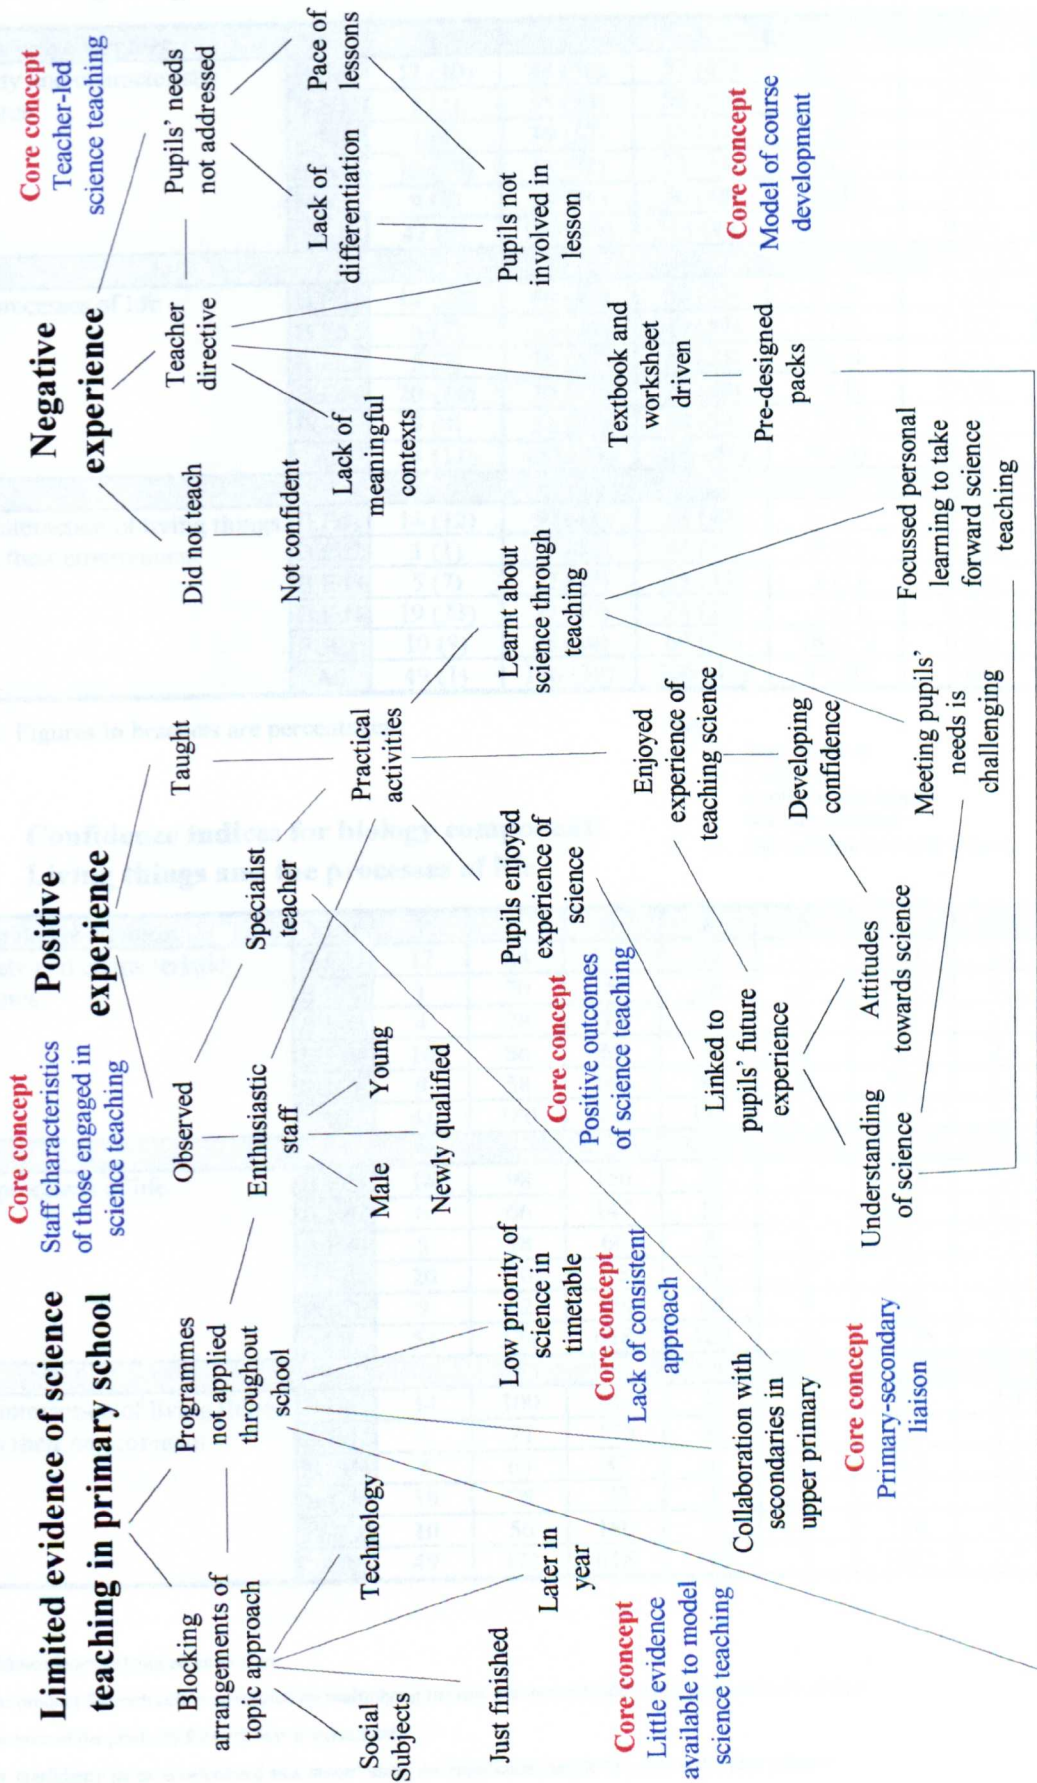 Limited evidence of science
teaching in primary school
Core concept
Staff characteristics
of those engaged in
science teaching
Positive
experience
Negative
experience
Core concept
Teacher-led
science teaching
Blocking
arrangements of
topic approach
Programmes
not applied
throughout
school
Observed
Taught
Did not teach
Teacher
directive
Pupils' needs
not addressed
Enthusiastic
staff
Specialist
teacher
Practical
activities
Not confident
Lack of
meaningful
contexts
Lack of
differentiation
Pace of
lessons
Social
Subjects
Technology
Male
Young
Newly qualified
Just finished
Later in
year
Low priority of
science in
timetable
Core concept
Lack of consistent
approach
Core concept
Positive outcomes
of science teaching
Pupils enjoyed
experience of
science
Learnt about
science through
teaching
Pupils not
involved in
lesson
Textbook and
worksheet
driven
Pre-designed
packs
Core concept
Model of course
development
Core concept
Little evidence
available to model
science teaching
Collaboration with
secondaries in
upper primary
Linked to
pupils' future
experience
Enjoyed
experience of
teaching science
Developing
confidence
Core concept
Primary-secondary
liaison
Understanding
of science
Attitudes
towards science
Meeting pupils'
needs is
challenging
Focussed personal
learning to take
forward science
teaching
Figures in brackets are
Confidence indices for biology